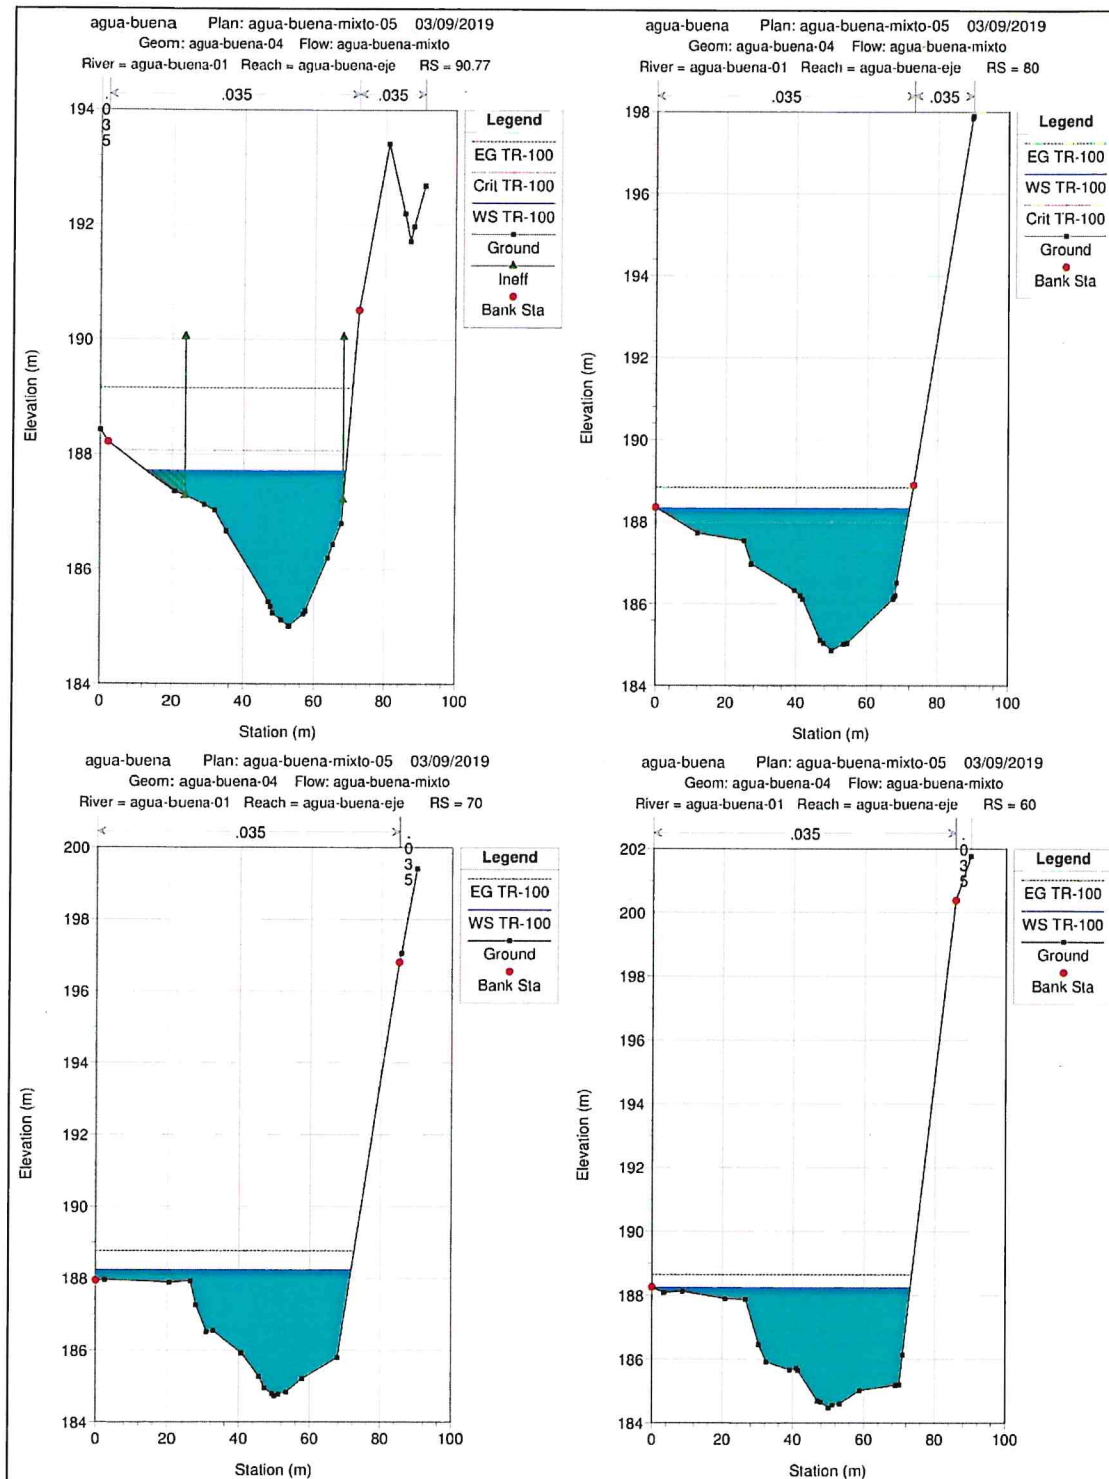 agua-buena Plan: agua-buena-mixto-05 03/09/2019
Geom: agua-buena-04 Flow: agua-buena-mixto
River = agua-buena-01 Reach = agua-buena-eje RS = 90.77
.035 .035
.035
Legend
EG TR-100
Crit TR-100
WS TR-100
Ground
Ineff
Bank Sta
194
192
190
188
186
184
Elevation (m)
0 20 40 60 80 100
Station (m)
agua-buena Plan: agua-buena-mixto-05 03/09/2019
Geom: agua-buena-04 Flow: agua-buena-mixto
River = agua-buena-01 Reach = agua-buena-eje RS = 80
.035 .035
Legend
EG TR-100
WS TR-100
Crit TR-100
Ground
Bank Sta
198
196
194
192
190
188
186
184
Elevation (m)
0 20 40 60 80 100
Station (m)
agua-buena Plan: agua-buena-mixto-05 03/09/2019
Geom: agua-buena-04 Flow: agua-buena-mixto
River = agua-buena-01 Reach = agua-buena-eje RS = 70
.035
.035
Legend
EG TR-100
WS TR-100
Ground
Bank Sta
200
198
196
194
192
190
188
186
184
Elevation (m)
0 20 40 60 80 100
Station (m)
agua-buena Plan: agua-buena-mixto-05 03/09/2019
Geom: agua-buena-04 Flow: agua-buena-mixto
River = agua-buena-01 Reach = agua-buena-eje RS = 60
.035
.035
Legend
EG TR-100
WS TR-100
Ground
Bank Sta
202
200
198
196
194
192
190
188
186
184
Elevation (m)
0 20 40 60 80 100
Station (m)